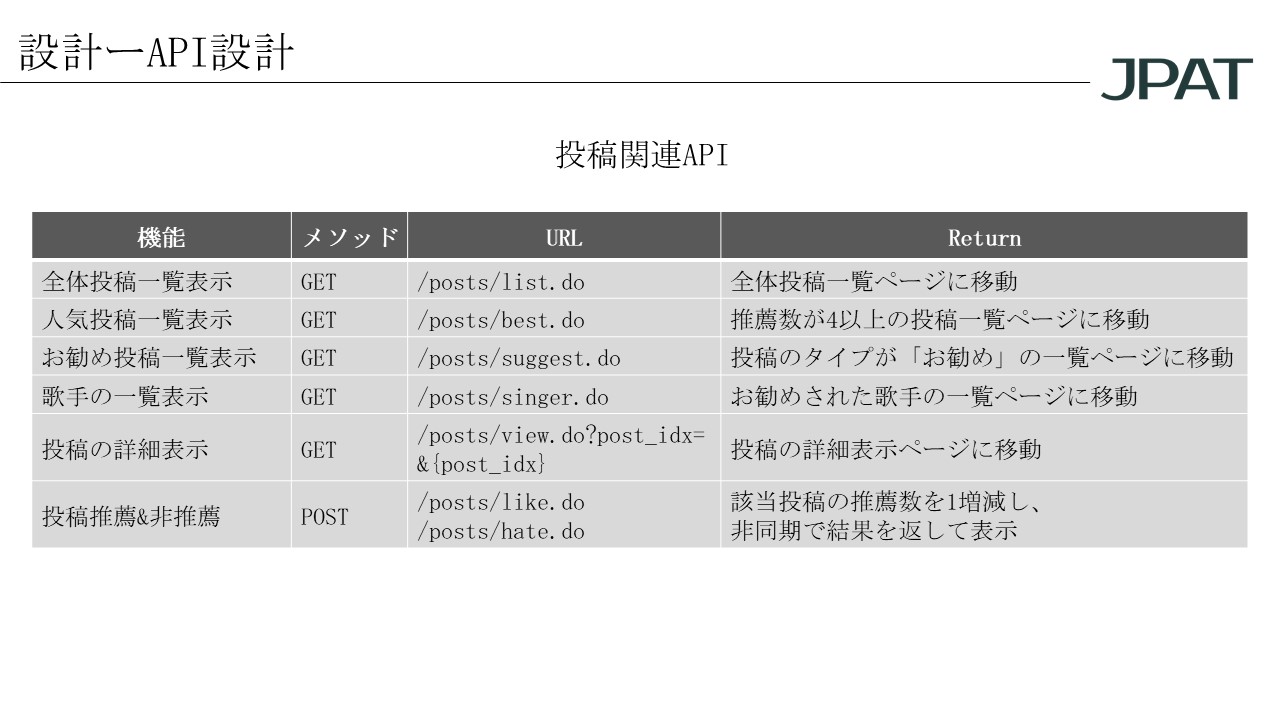 設計ーAPI設計
JPAT
投稿関連API
機能 メソッド URL Return
全体投稿一覧表示 GET /posts/list.do 全体投稿一覧ページに移動
人気投稿一覧表示 GET /posts/best.do 推薦数が4以上の投稿一覧ページに移動
お勧め投稿一覧表示 GET /posts/suggest.do 投稿のタイプが「お勧め」の一覧ページに移動
歌手の一覧表示 GET /posts/singer.do お勧めされた歌手の一覧ページに移動
投稿の詳細表示 GET /posts/view.do?post_idx=
&{post_idx} 投稿の詳細表示ページに移動
投稿推薦&非推薦 POST /posts/like.do
/posts/hate.do 該当投稿の推薦数を1増減し、
非同期で結果を返して表示